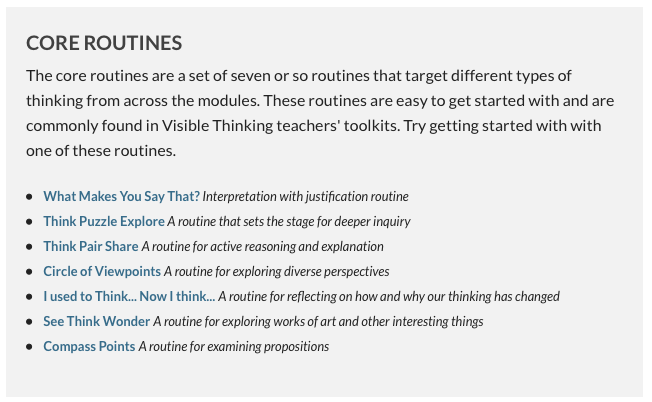 CORE ROUTINES
The core routines are a set of seven or so routines that target different types of
thinking from across the modules. These routines are easy to get started with and are
commonly found in Visible Thinking teachers' toolkits. Try getting started with with
one of these routines.
• What Makes You Say That? Interpretation with justification routine
• Think Puzzle Explore A routine that sets the stage for deeper inquiry
• Think Pair Share A routine for active reasoning and explanation
• Circle of Viewpoints A routine for exploring diverse perspectives
• I used to Think... Now I think... A routine for reflecting on how and why our thinking has changed
• See Think Wonder A routine for exploring works of art and other interesting things
• Compass Points A routine for examining propositions